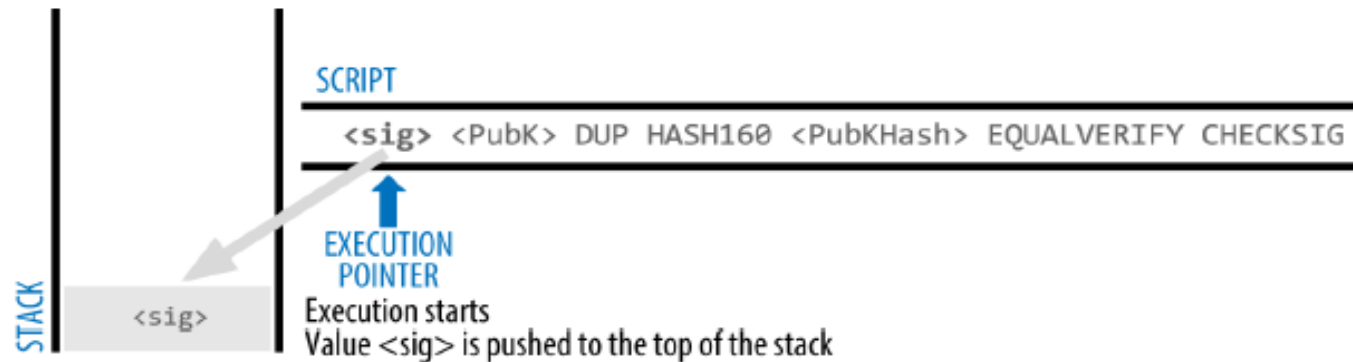 SCRIPT
<sig> <PubK> DUP HASH160 <PubKHash> EQUALVERIFY CHECKSIG
EXECUTION
POINTER
STACK
<sig>
Execution starts
Value <sig> is pushed to the top of the stack